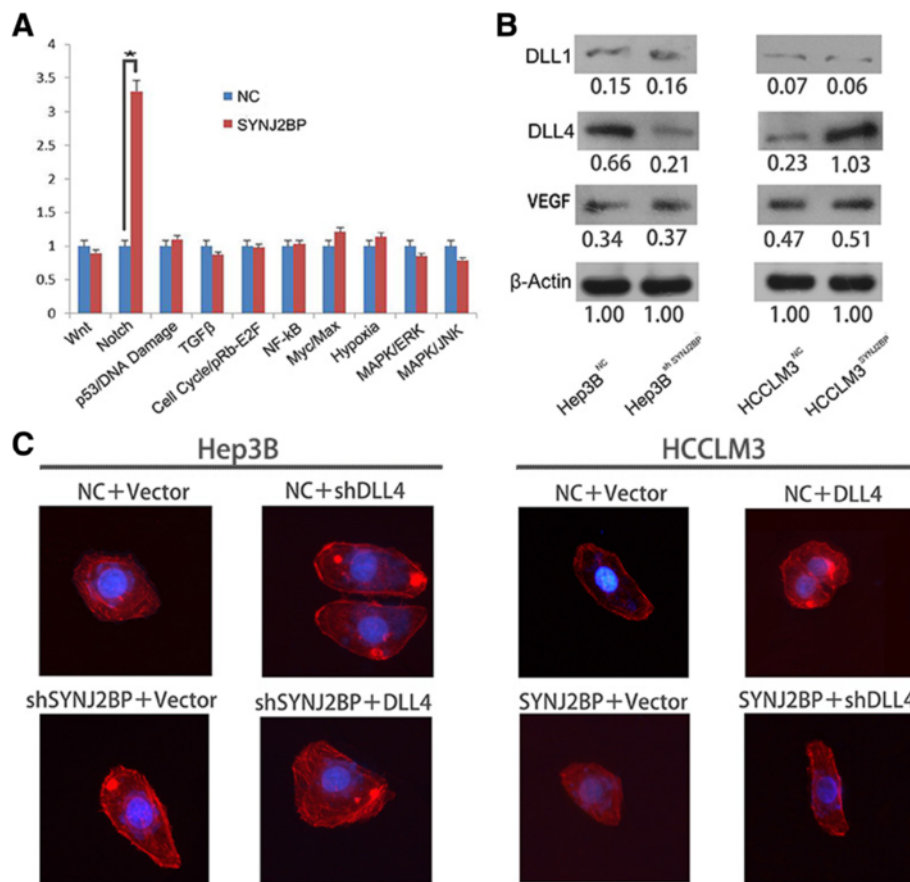 A
4
3.5
3
2.5
2
1.5
1
0.5
0
*
NC
SYNJ2BP
Wnt
Notch
p53/DNA Damage
TGFβ
Cell Cycle/pRb-E2F
NF-kB
Myc/Max
Hypoxia
MAPK/ERK
MAPK/JNK
B
DLL1
0.15 0.16 0.07 0.06
DLL4
0.66 0.21 0.23 1.03
VEGF
0.34 0.37 0.47 0.51
β-Actin
1.00 1.00 1.00 1.00
Hep3B NC
Hep3B sh SYNJ2BP
HCCLM3 NC
HCCLM3 SYNJ2BP
C
Hep3B
HCCLM3
NC+Vector
NC+shDLL4
NC+Vector
NC+DLL4
shSYNJ2BP+Vector
shSYNJ2BP+DLL4
SYNJ2BP+Vector
SYNJ2BP+shDLL4